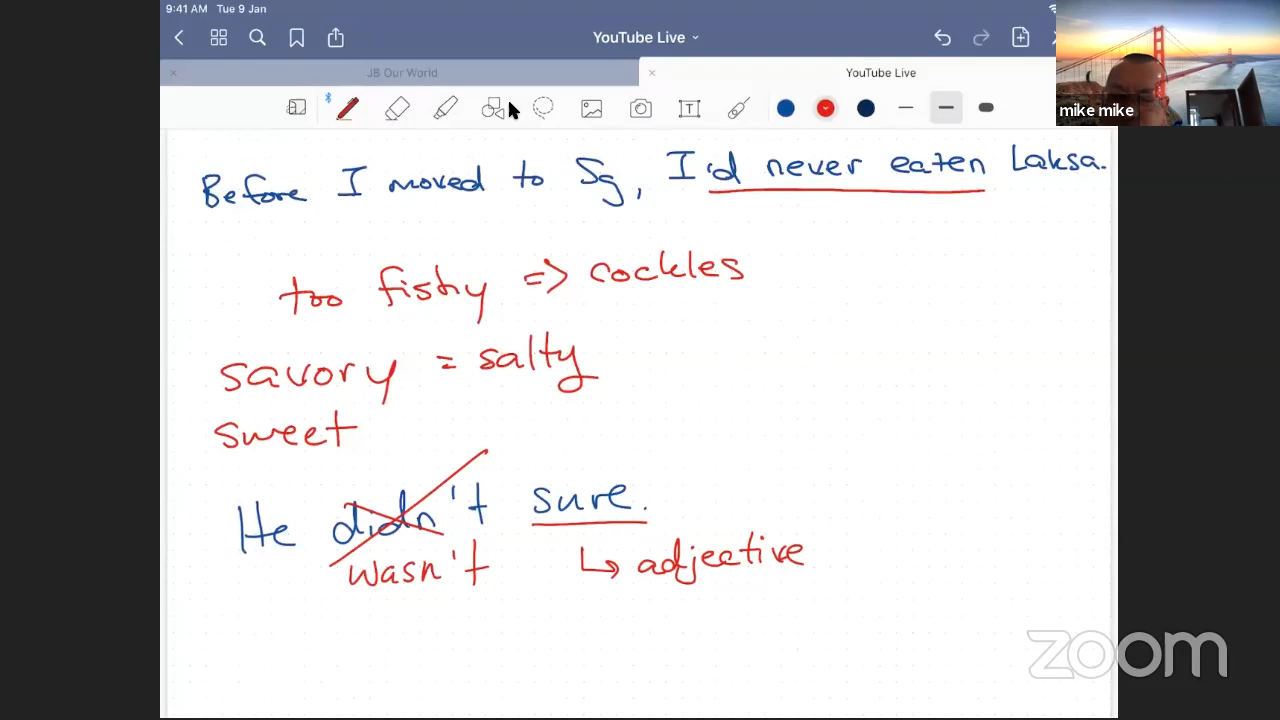 9:41 AM Tue 9 Jan
YouTube Live
JB Our World
YouTube Live
mike mike
Before I moved to Sg, I'd never eaten Laksa.
too fishy => cockles
savory = salty
sweet
He didn't sure.
wasn't ↳ adjective
zoom